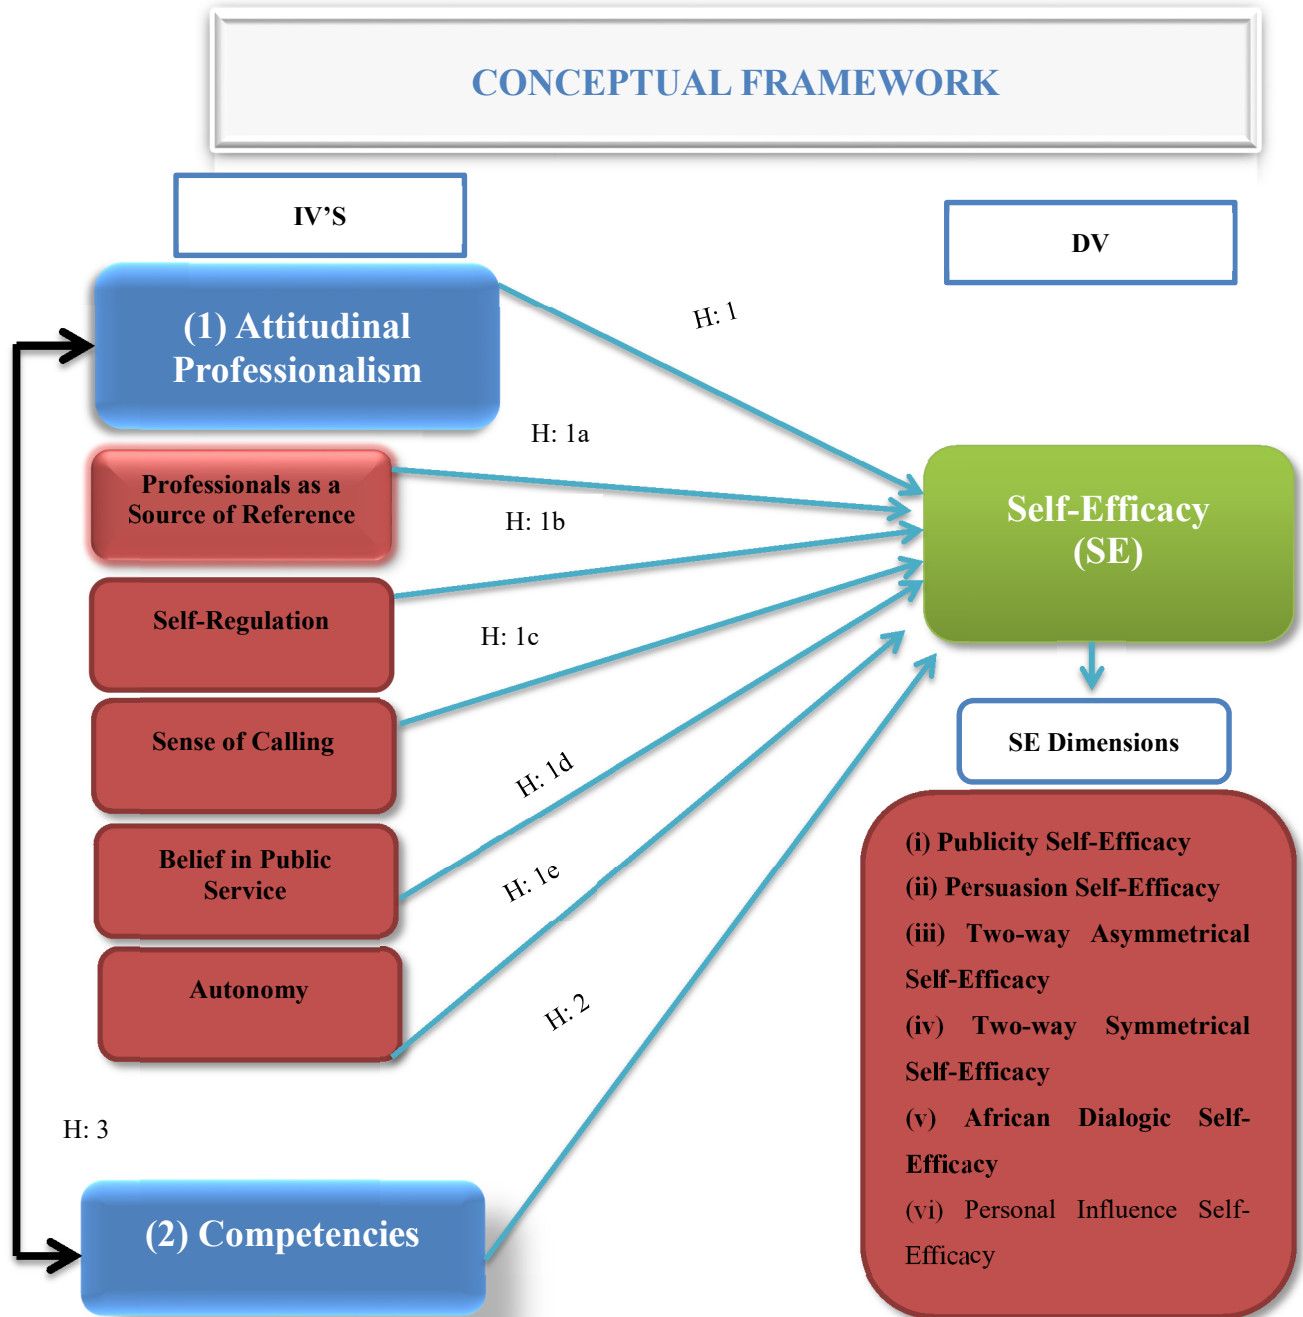 CONCEPTUAL FRAMEWORK
IV’S
DV
(1) Attitudinal
Professionalism
H: 1
H: 1a
Professionals as a
Source of Reference
H: 1b
Self-Efficacy
(SE)
Self-Regulation
H: 1c
Sense of Calling
SE Dimensions
H: 1d
Belief in Public
Service
H: 1e
Autonomy
H: 2
(i) Publicity Self-Efficacy
(ii) Persuasion Self-Efficacy
(iii) Two-way Asymmetrical
Self-Efficacy
(iv) Two-way Symmetrical
Self-Efficacy
(v) African Dialogic Self-
Efficacy
(vi) Personal Influence Self-
Efficacy
H: 3
(2) Competencies